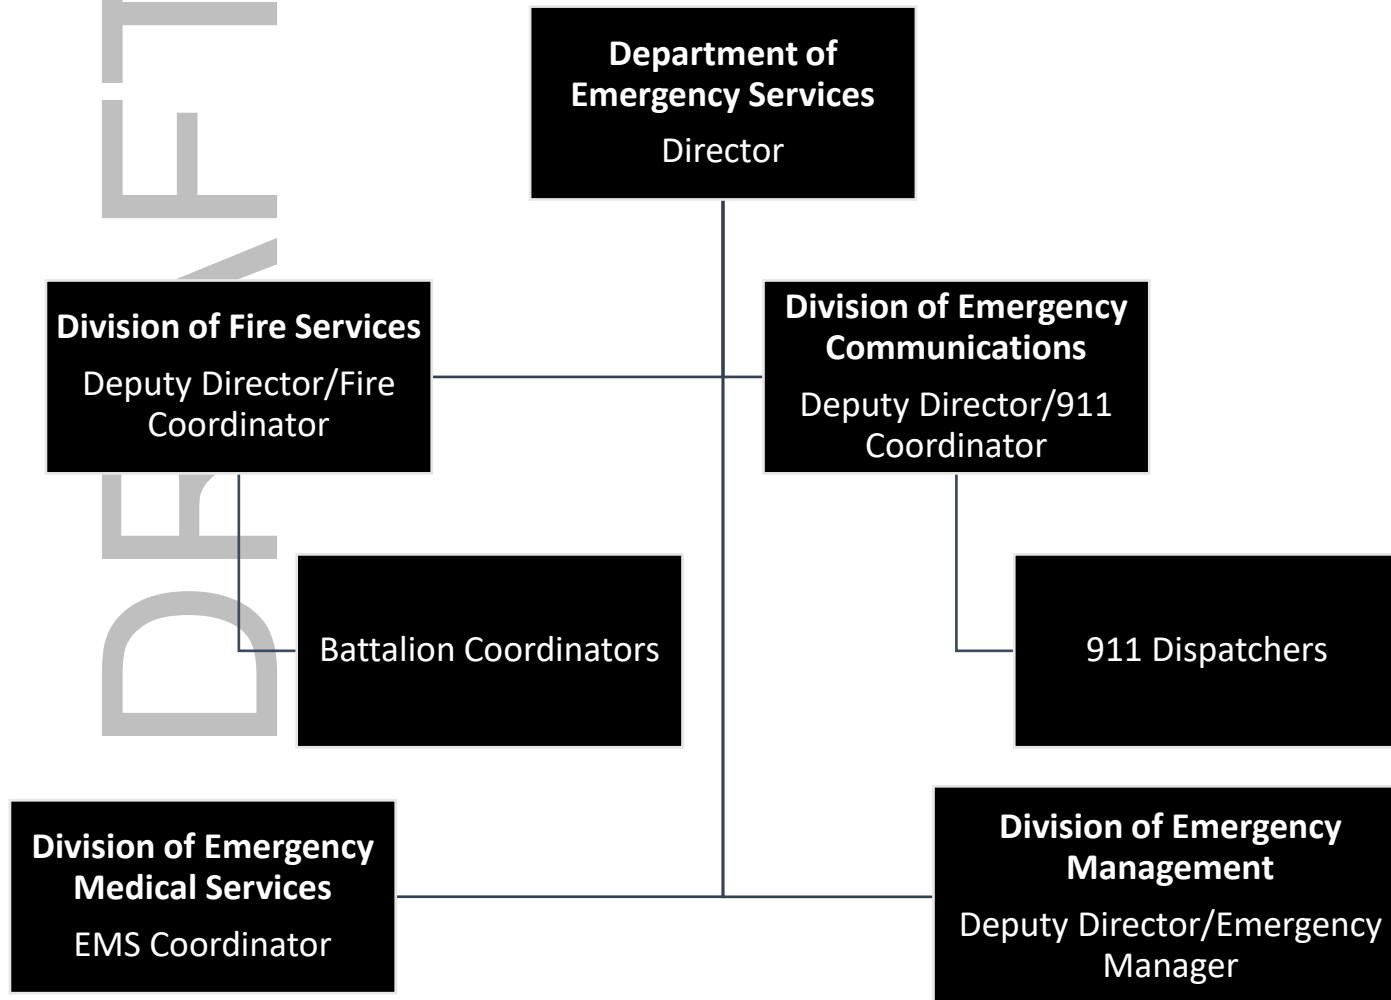 Department of
Emergency Services
Director
Division of Fire Services
Deputy Director/Fire
Coordinator
Division of Emergency
Communications
Deputy Director/911
Coordinator
Battalion Coordinators
911 Dispatchers
Division of Emergency
Medical Services
EMS Coordinator
Division of Emergency
Management
Deputy Director/Emergency
Manager
DRAFT